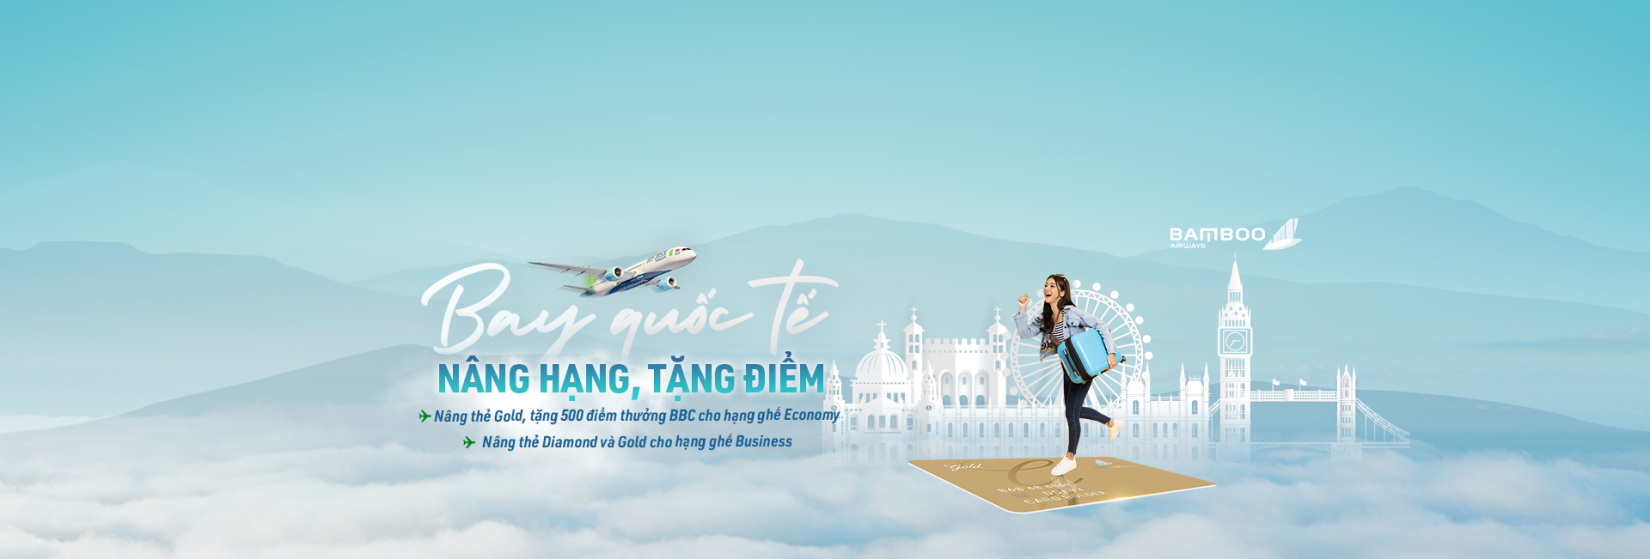 BAMBOO
AIRWAYS
Bay quốc tế
NÂNG HẠNG, TẶNG ĐIỂM
Nâng thẻ Gold, tặng 500 điểm thưởng BBC cho hạng ghế Economy
Nâng thẻ Diamond và Gold cho hạng ghế Business
Gold